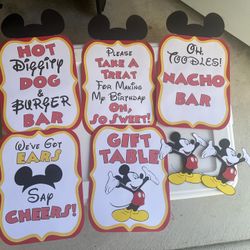 HOT
DIGGITY
DOG
& BURGER
BAR
PLEASE
TAKE A
TREAT
FOR MAKING
MY BIRTHDAY
OH,
SO SWEET!
OH,
TOODLES!
NACHO
BAR
WE'VE GOT
EARS
SAY
CHEERS!
GIFT
TABLE